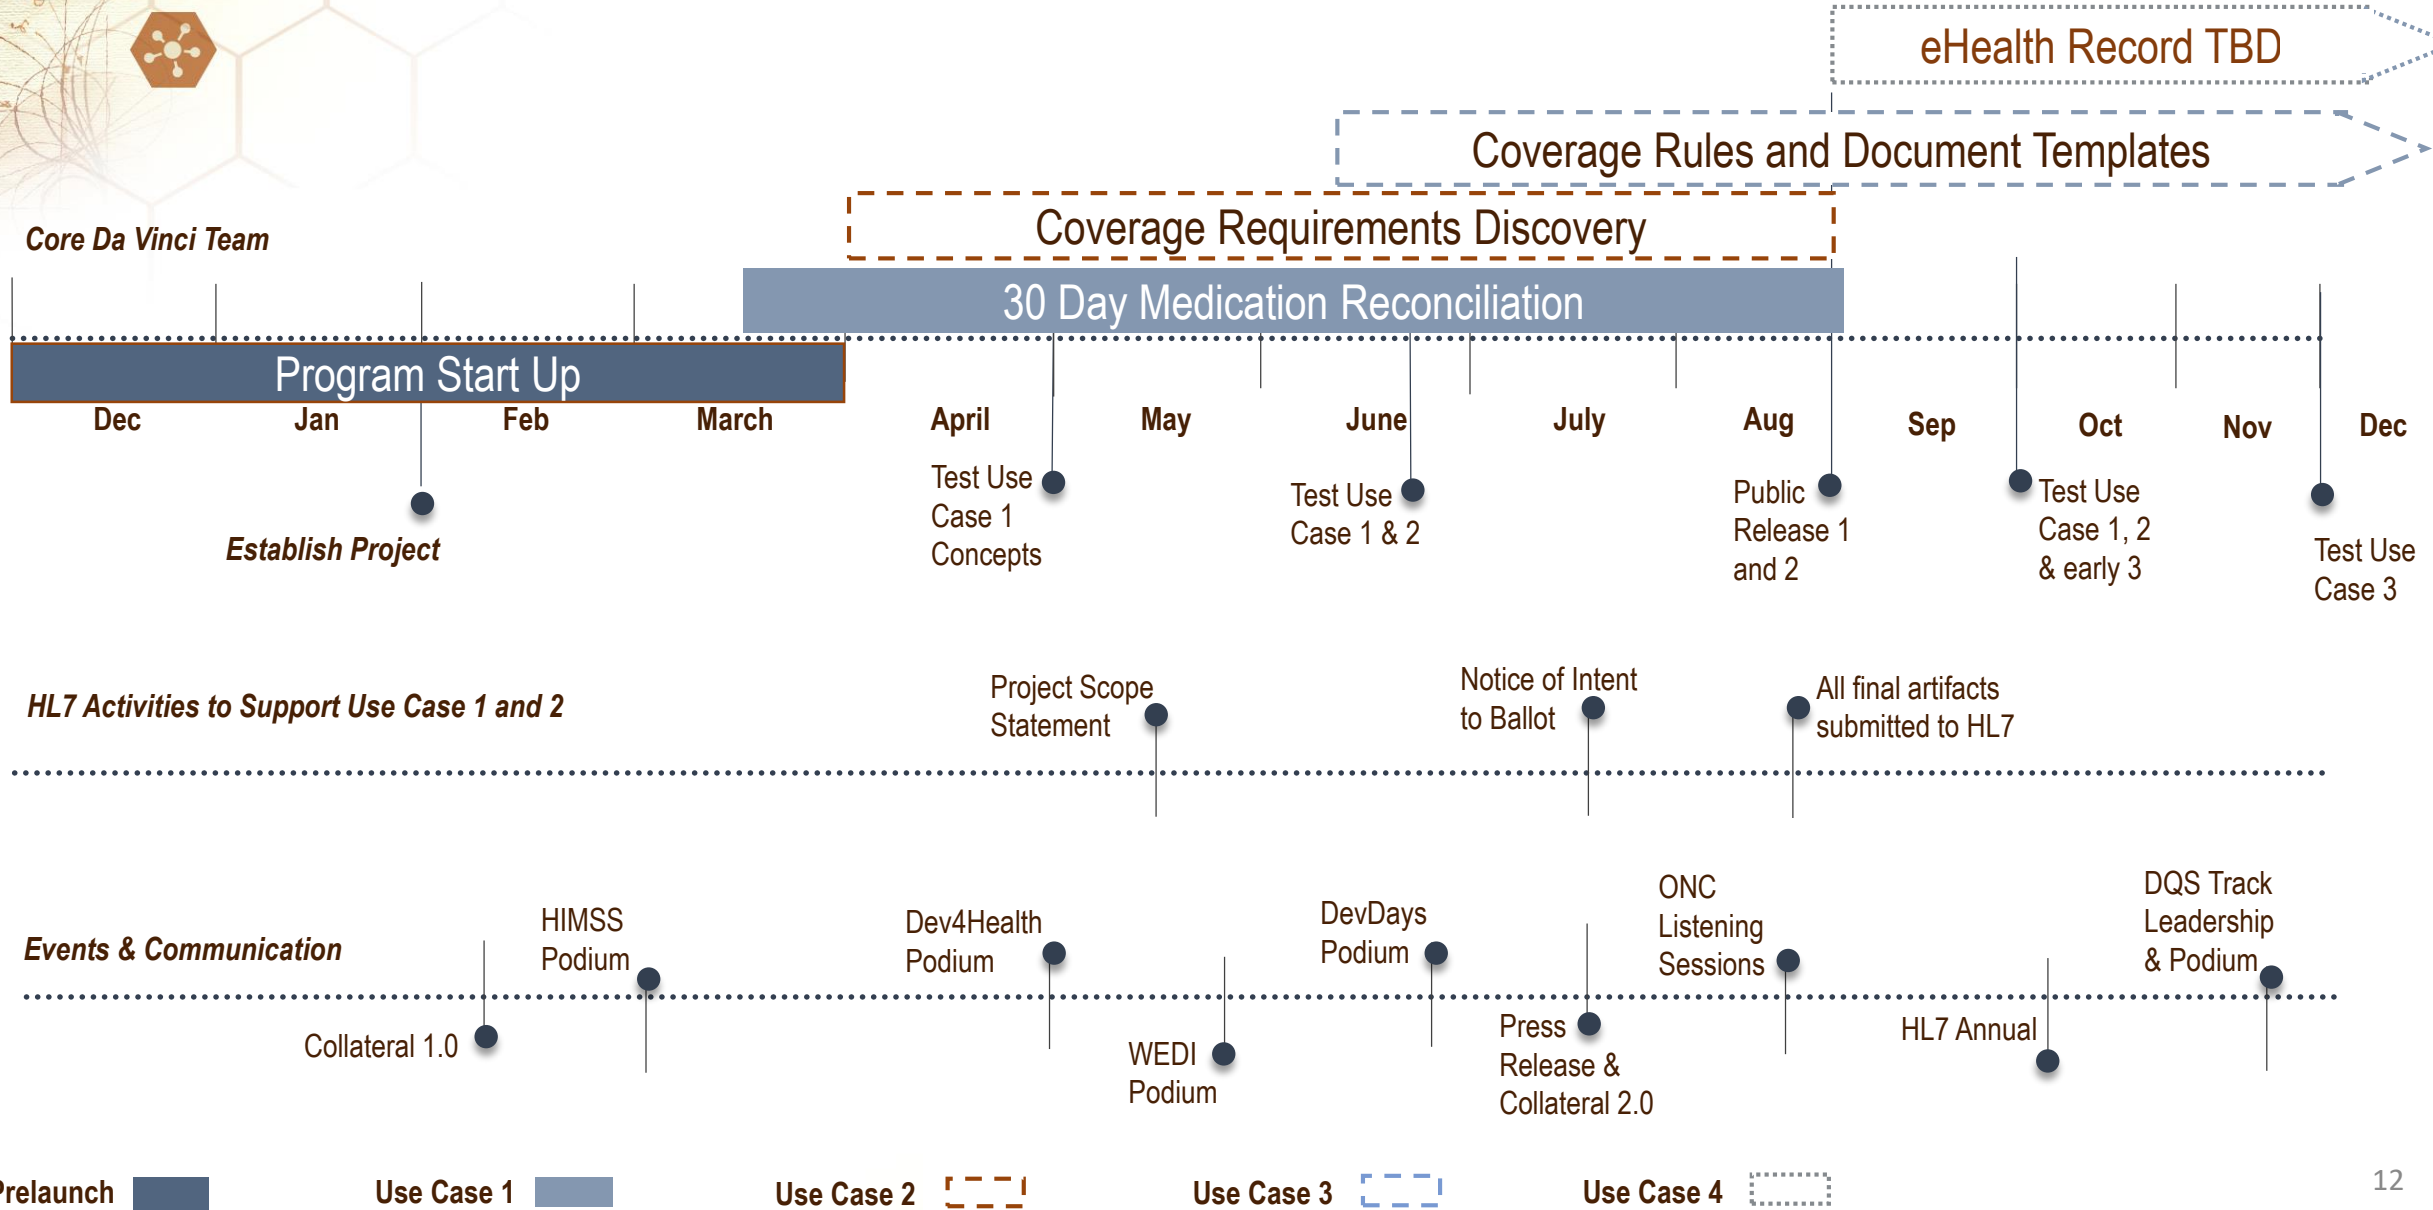 eHealth Record TBD
Coverage Rules and Document Templates
Coverage Requirements Discovery
Core Da Vinci Team
30 Day Medication Reconciliation
Program Start Up
Dec Jan Feb March April May June July Aug Sep Oct Nov Dec
Establish Project
Test Use
Case 1
Concepts
Test Use
Case 1 & 2
Public
Release 1
and 2
Test Use
Case 1, 2
& early 3
Test Use
Case 3
HL7 Activities to Support Use Case 1 and 2
Project Scope
Statement
Notice of Intent
to Ballot
All final artifacts
submitted to HL7
Events & Communication
Collateral 1.0
HIMSS
Podium
Dev4Health
Podium
WEDI
Podium
DevDays
Podium
Press
Release &
Collateral 2.0
ONC
Listening
Sessions
HL7 Annual
DQS Track
Leadership
& Podium
Prelaunch
Use Case 1
Use Case 2
Use Case 3
Use Case 4
12